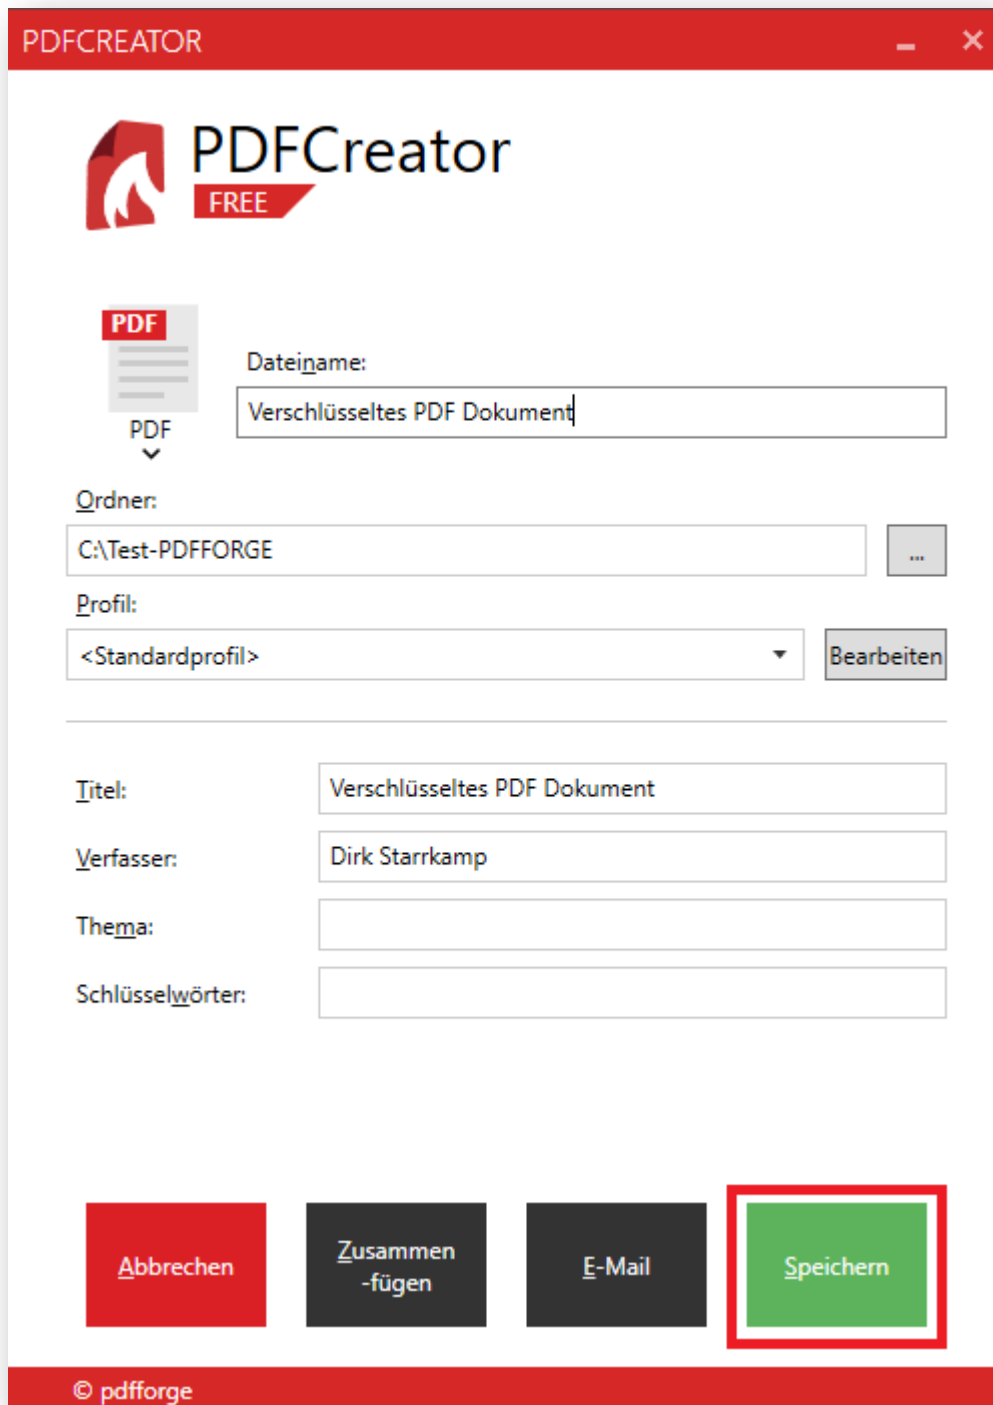 PDFCREATOR
PDFCreator
FREE
PDF
PDF
Dateiname:
Verschlüsseltes PDF Dokument
Ordner:
C:\Test-PDFFORGE
...
Profil:
<Standardprofil>
Bearbeiten
Titel:
Verschlüsseltes PDF Dokument
Verfasser:
Dirk Starrkamp
Thema:
Schlüsselwörter:
Abbrechen
Zusammen
-fügen
E-Mail
Speichern
© pdfforge